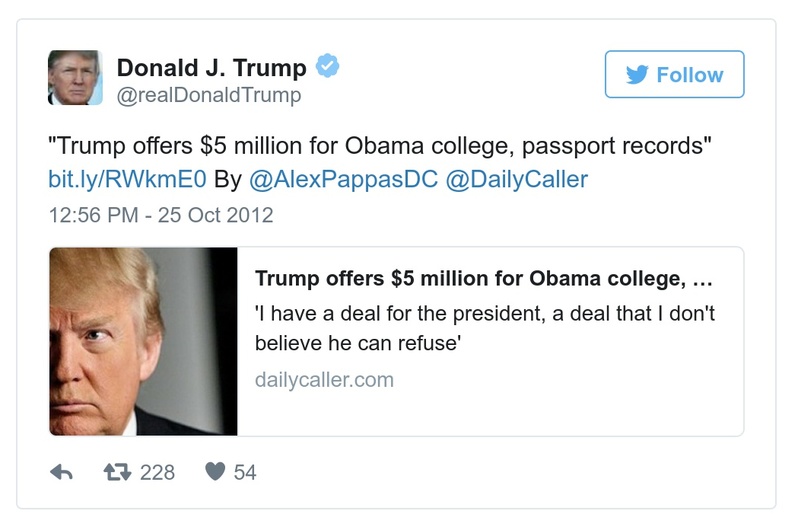 Donald J. Trump
@realDonaldTrump
Follow
"Trump offers $5 million for Obama college, passport records"
bit.ly/RWkmE0 By @AlexPappasDC @DailyCaller
12:56 PM - 25 Oct 2012
Trump offers $5 million for Obama college, ...
'I have a deal for the president, a deal that I don't
believe he can refuse'
dailycaller.com
228 54